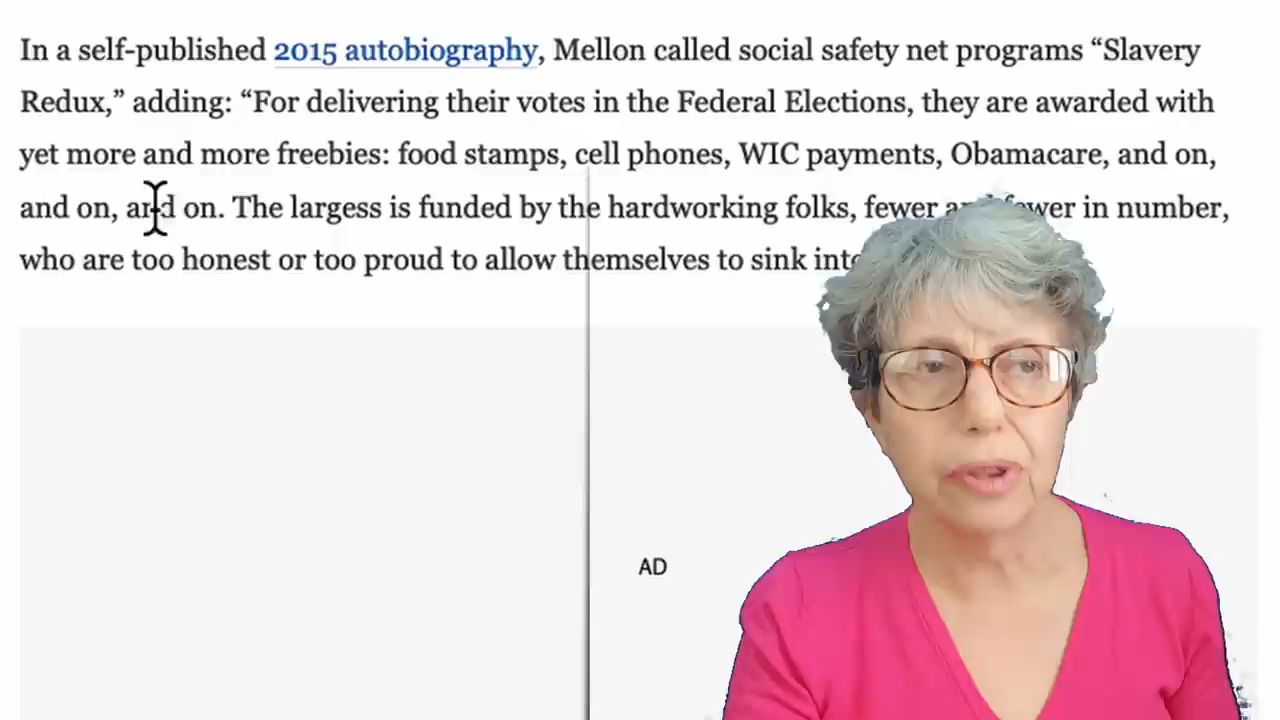 In a self-published 2015 autobiography, Mellon called social safety net programs “Slavery
Redux,” adding: “For delivering their votes in the Federal Elections, they are awarded with
yet more and more freebies: food stamps, cell phones, WIC payments, Obamacare, and on,
and on, and on. The largess is funded by the hardworking folks, fewer and fewer in number,
who are too honest or too proud to allow themselves to sink into
AD